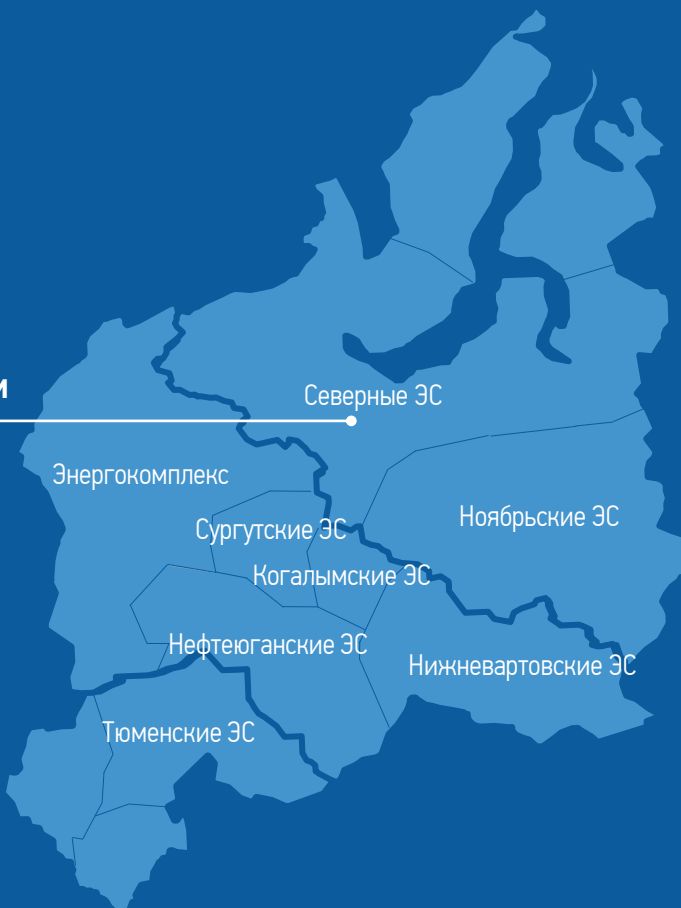 и
Северные ЭС
Энергокомплекс
Ноябрьские ЭС
Сургутские ЭС
Когалымские ЭС
Нефтеюганские ЭС
Нижневартовские ЭС
Тюменские ЭС